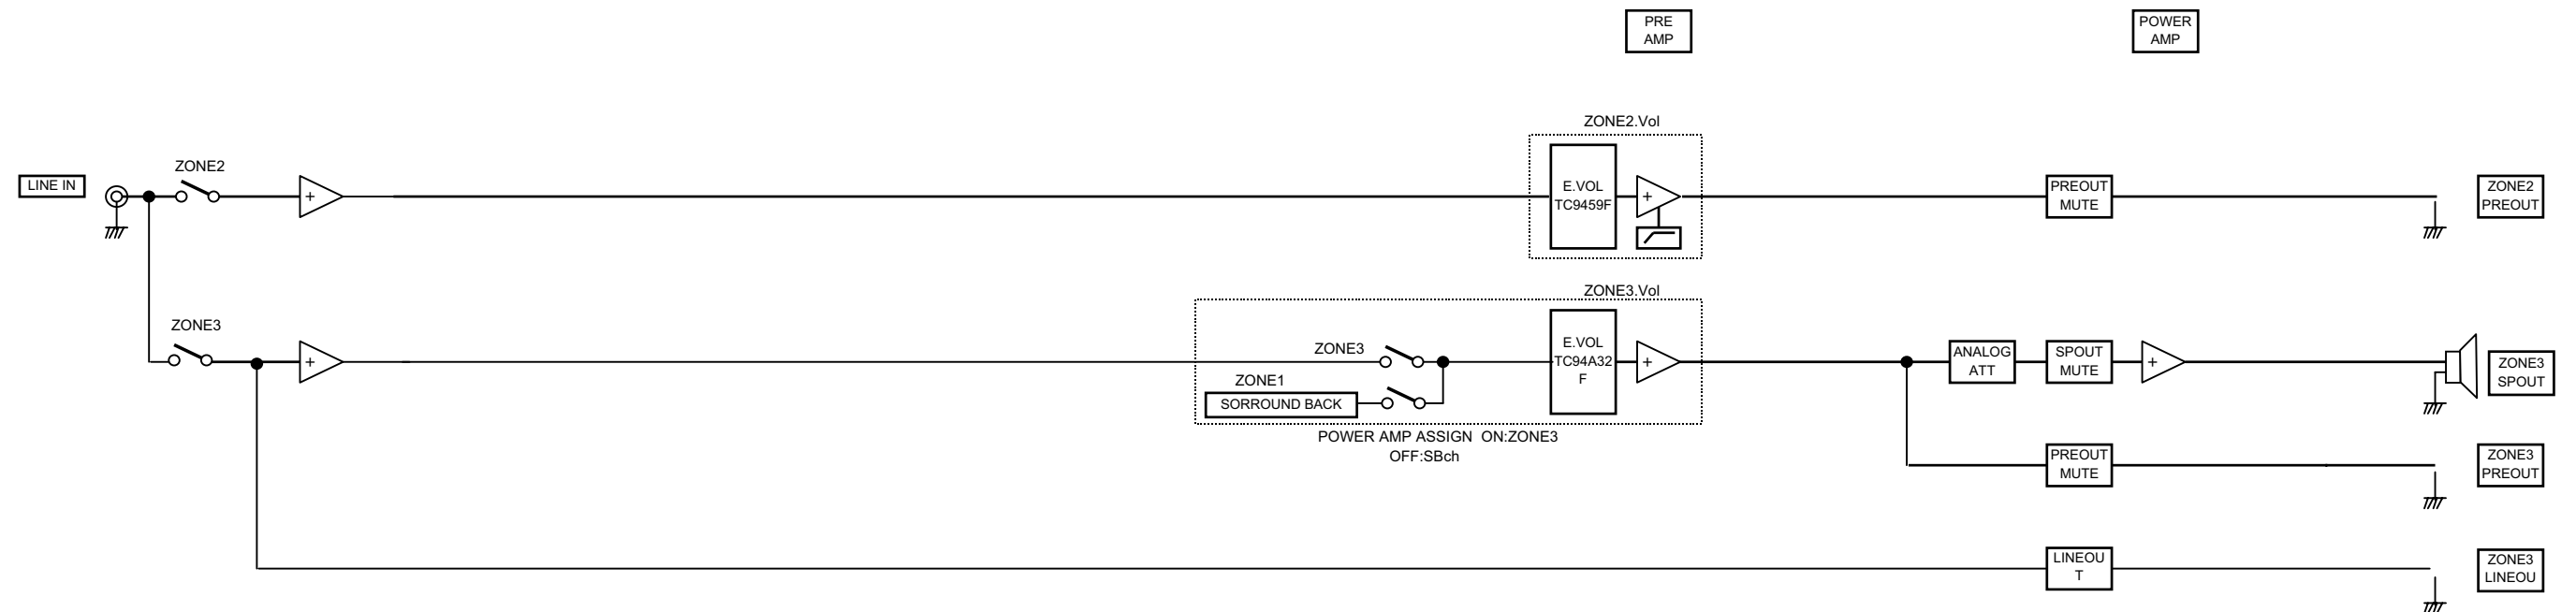 PRE
AMP
POWER
AMP
ZONE2.Vol
ZONE2
LINE IN
+
E.VOL
TC9459F
+
PREOUT
MUTE
ZONE2
PREOUT
ZONE3.Vol
ZONE3
+
ZONE3
ZONE1
SORROUND BACK
E.VOL
TC94A32
F
+
ANALOG
ATT
SPOUT
MUTE
+
ZONE3
SPOUT
POWER AMP ASSIGN ON:ZONE3
OFF:SBch
PREOUT
MUTE
ZONE3
PREOUT
LINEOU
T
ZONE3
LINEOU